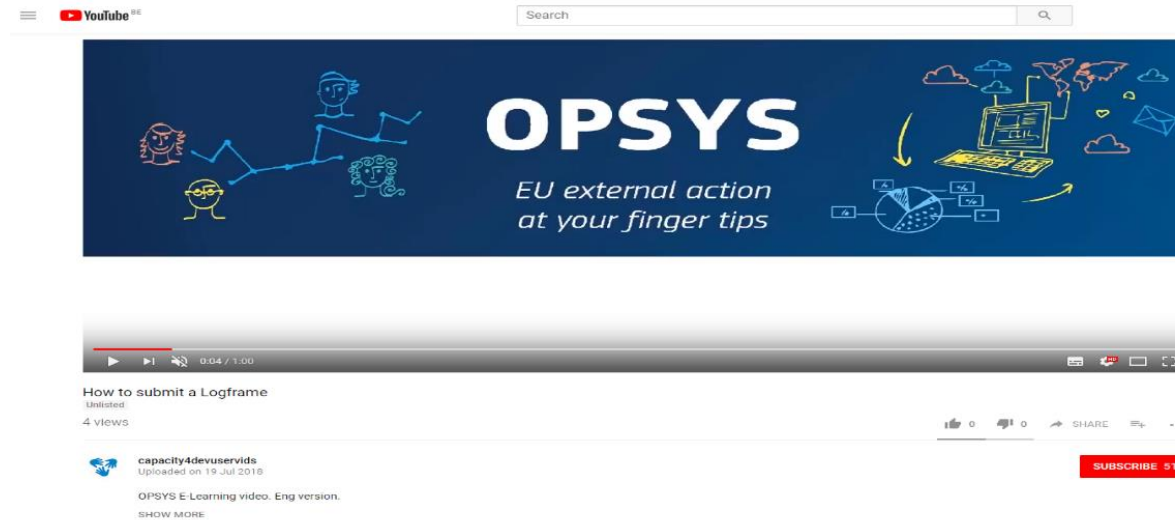 YouTube BE
Search
OPSYS
EU external action
at your finger tips
0:04 / 1:00
HD
How to submit a Logframe
Unlisted
4 views
0 0 SHARE
capacity4devuservids
Uploaded on 19 Jul 2018
SUBSCRIBE
OPSYS E-Learning video. Eng version.
SHOW MORE